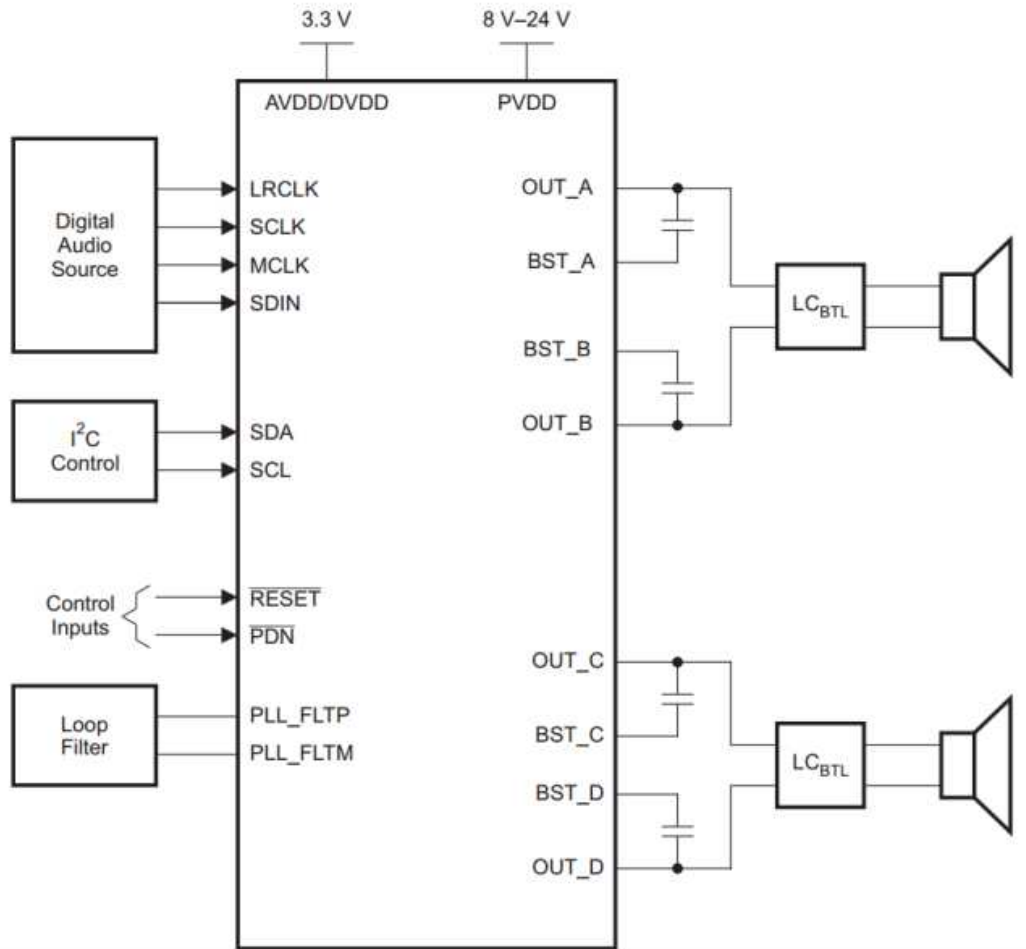 3.3 V
8 V–24 V
AVDD/DVDD
PVDD
Digital
Audio
Source
LRCLK
SCLK
MCLK
SDIN
I²C
Control
SDA
SCL
Control
Inputs
RESET
PDN
Loop
Filter
PLL_FLTP
PLL_FLTM
OUT_A
BST_A
BST_B
OUT_B
LCBTL
OUT_C
BST_C
BST_D
OUT_D
LCBTL